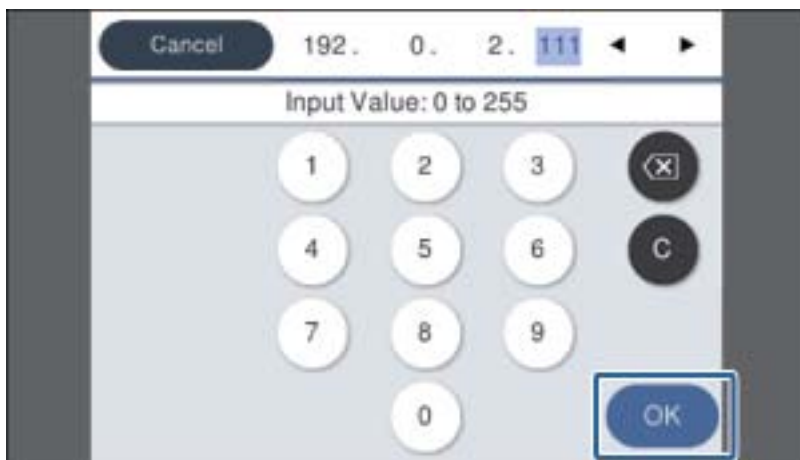 Cancel 192. 0. 2. 111 ◄ ►
Input Value: 0 to 255
1 2 3
4 5 6 C
7 8 9
0 OK